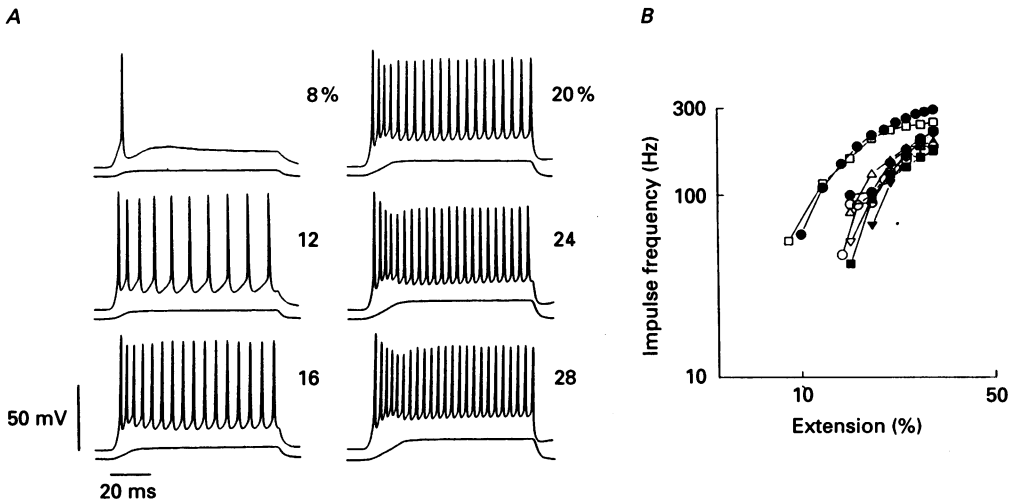 A
8%
20%
12
24
16
28
50 mV
20 ms
B
Impulse frequency (Hz)
300
100
10
10
50
Extension (%)